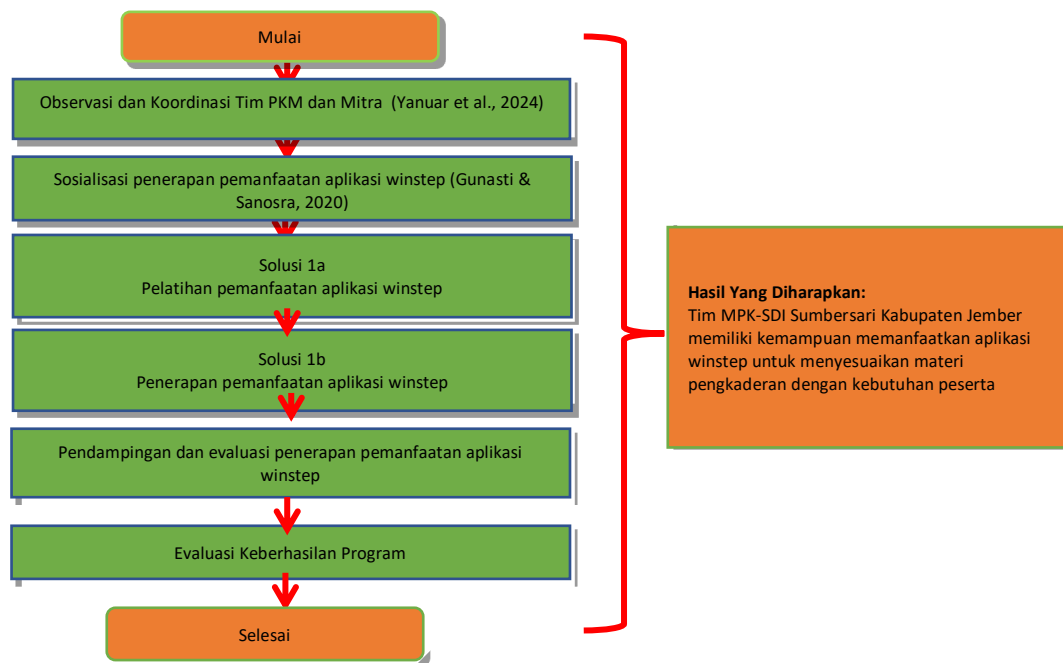 Mulai
Observasi dan Koordinasi Tim PKM dan Mitra (Yanuar et al., 2024)
Sosialisasi penerapan pemanfaatan aplikasi winstep (Gunasti &
Sanosra, 2020)
Solusi 1a
Pelatihan pemanfaatan aplikasi winstep
Solusi 1b
Penerapan pemanfaatan aplikasi winstep
Pendampingan dan evaluasi penerapan pemanfaatan aplikasi
winstep
Evaluasi Keberhasilan Program
Selesai
Hasil Yang Diharapkan:
Tim MPK-SDI Sumbersari Kabupaten Jember
memiliki kemampuan memanfaatkan aplikasi
winstep untuk menyesuaikan materi
pengkaderan dengan kebutuhan peserta